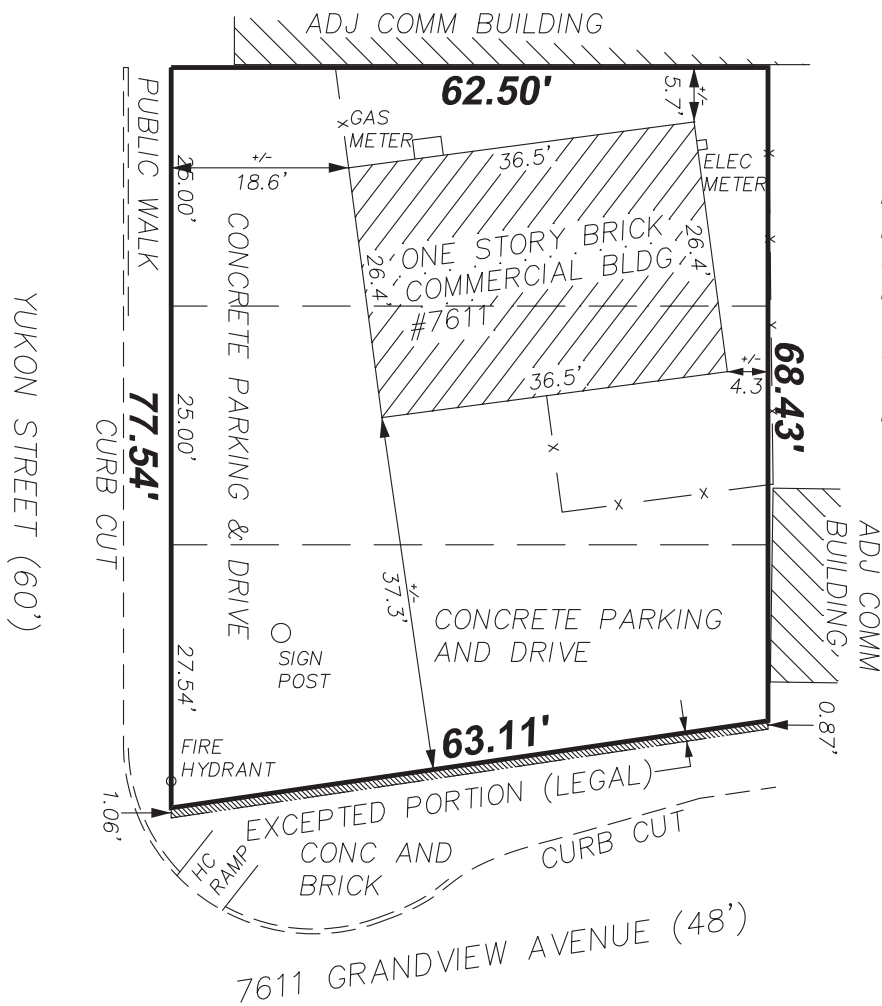 ADJ COMM BUILDING
62.50'
5.7'
+/-
GAS
METER
x
PUBLIC WALK
25.00'
+/-
18.6'
36.5'
ELEC
METER
x
CONCRETE PARKING & DRIVE
ONE STORY BRICK
COMMERCIAL BLDG
#7611
26.4'
26.4'
x
x
36.5'
+/-
4.3
68.43'
x
YUKON STREET (60')
77.54'
25.00'
CURB CUT
x
x
x
ADJ COMM
BUILDING
37.3'
+/-
CONCRETE PARKING
AND DRIVE
SIGN
POST
27.54'
FIRE
HYDRANT
63.11'
0.87'
1.06'
EXCEPTED PORTION (LEGAL)
HC
RAMP
CONC AND
BRICK
CURB CUT
7611 GRANDVIEW AVENUE (48')